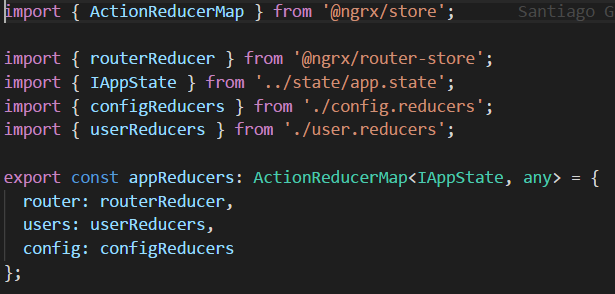 import { ActionReducerMap } from '@ngrx/store'; Santiago G
import { routerReducer } from '@ngrx/router-store';
import { IAppState } from '../state/app.state';
import { configReducers } from './config.reducers';
import { userReducers } from './user.reducers';
export const appReducers: ActionReducerMap<IAppState, any> = {
router: routerReducer,
users: userReducers,
config: configReducers
};